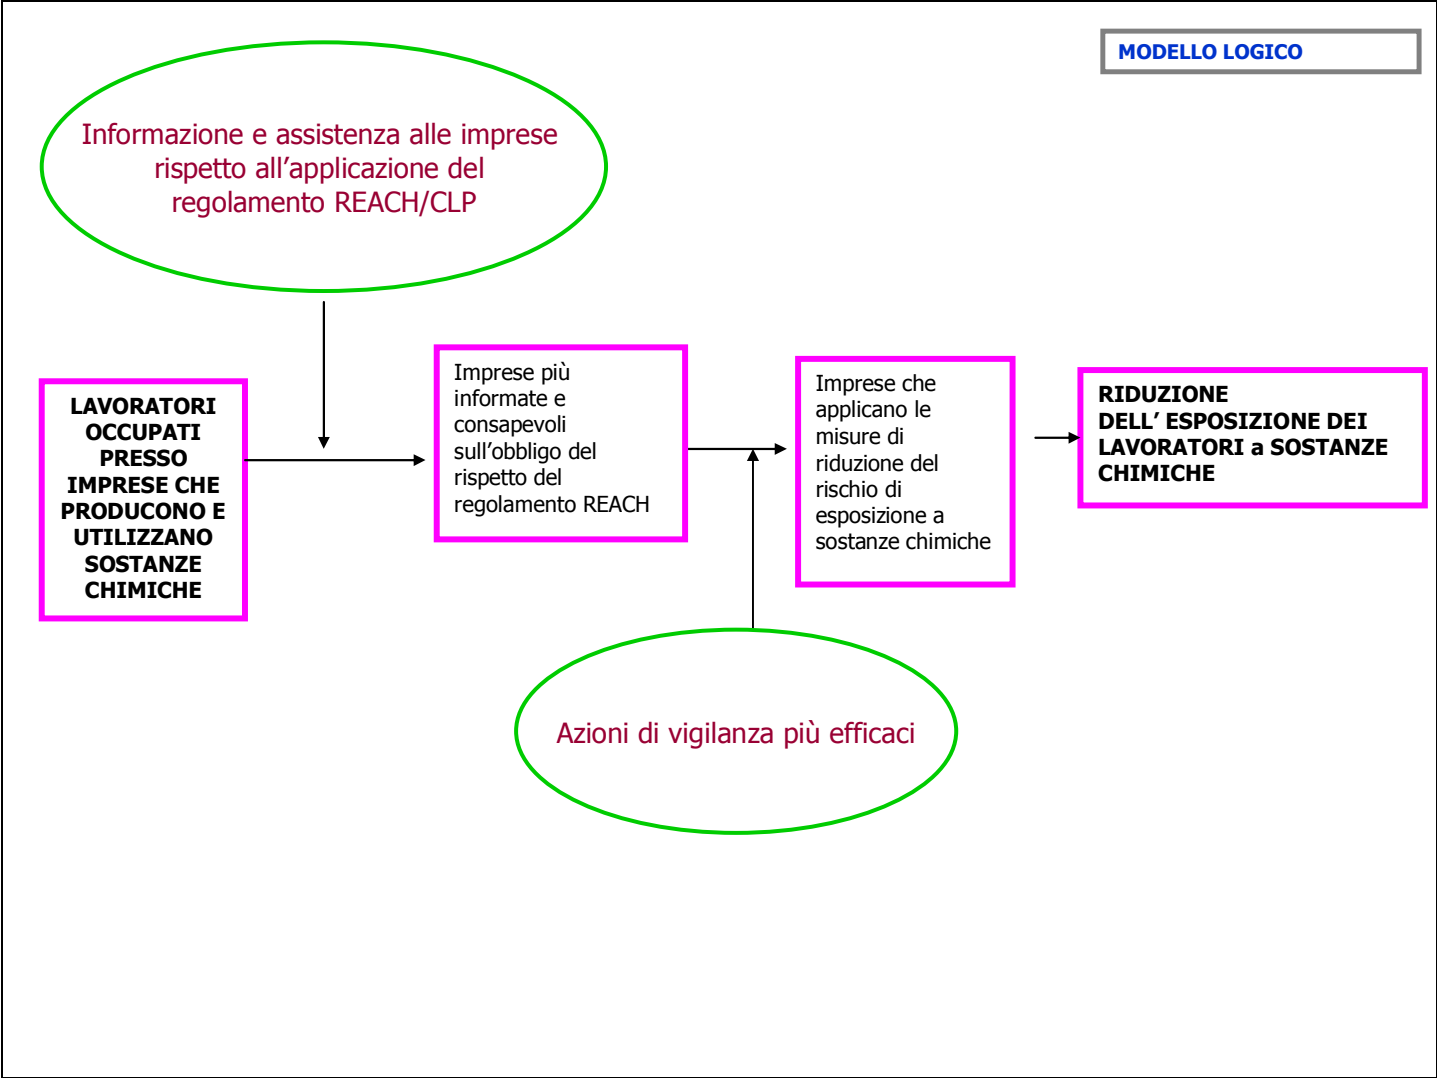 MODELLO LOGICO
Informazione e assistenza alle imprese
rispetto all’applicazione del
regolamento REACH/CLP
LAVORATORI
OCCUPATI
PRESSO
IMPRESE CHE
PRODUCONO E
UTILIZZANO
SOSTANZE
CHIMICHE
Imprese più
informate e
consapevoli
sull’obbligo del
rispetto del
regolamento REACH
Imprese che
applicano le
misure di
riduzione del
rischio di
esposizione a
sostanze chimiche
RIDUZIONE
DELL’ ESPOSIZIONE DEI
LAVORATORI a SOSTANZE
CHIMICHE
Azioni di vigilanza più efficaci